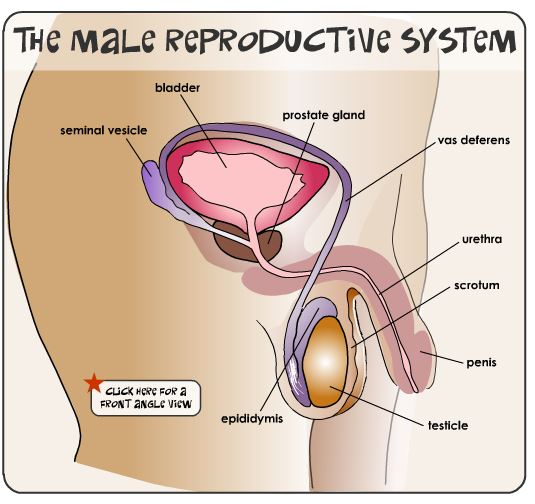 THE MALE REPRODUCTIVE SYSTEM
bladder
prostate gland
seminal vesicle
vas deferens
urethra
scrotum
penis
CLICK HERE FOR A
FRONT ANGLE VIEW
epididymis
testicle